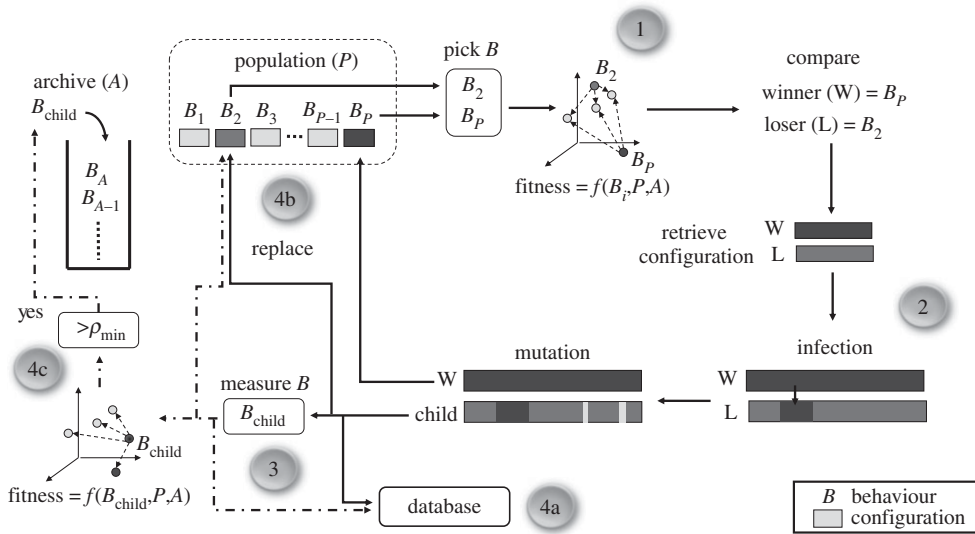 archive (A)
B_child
B_A
B_A–1
population (P)
B_1 B_2 B_3 B_P–1 B_P
pick B
B_2
B_P
1
B_2
B_P
fitness = f(B_i,P,A)
compare
winner (W) = B_P
loser (L) = B_2
retrieve
configuration
W
L
2
infection
W
L
mutation
W
child
4b
replace
measure B
B_child
3
yes
>ρ_min
4c
B_child
fitness = f(B_child,P,A)
database
4a
B behaviour
configuration